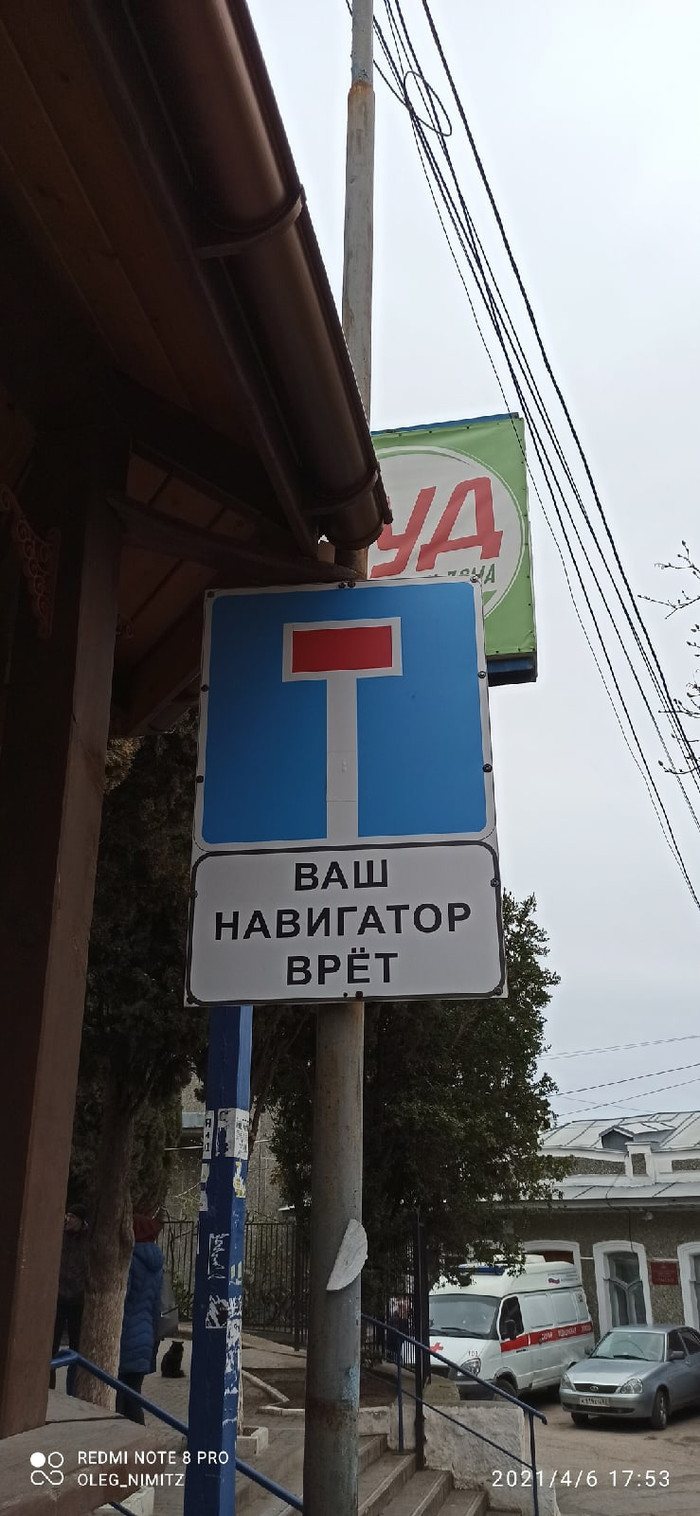 УД
ВАШ
НАВИГАТОР
ВРЁТ
REDMI NOTE 8 PRO
OLEG_NIMITZ
2021/4/6 17:53